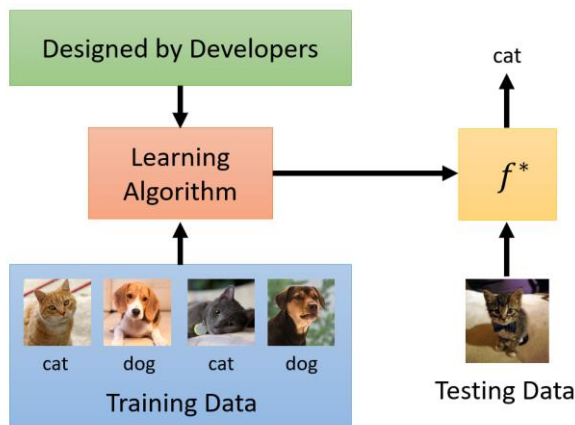 Designed by Developers
cat
Learning
Algorithm
f*
cat
dog
cat
dog
Training Data
Testing Data